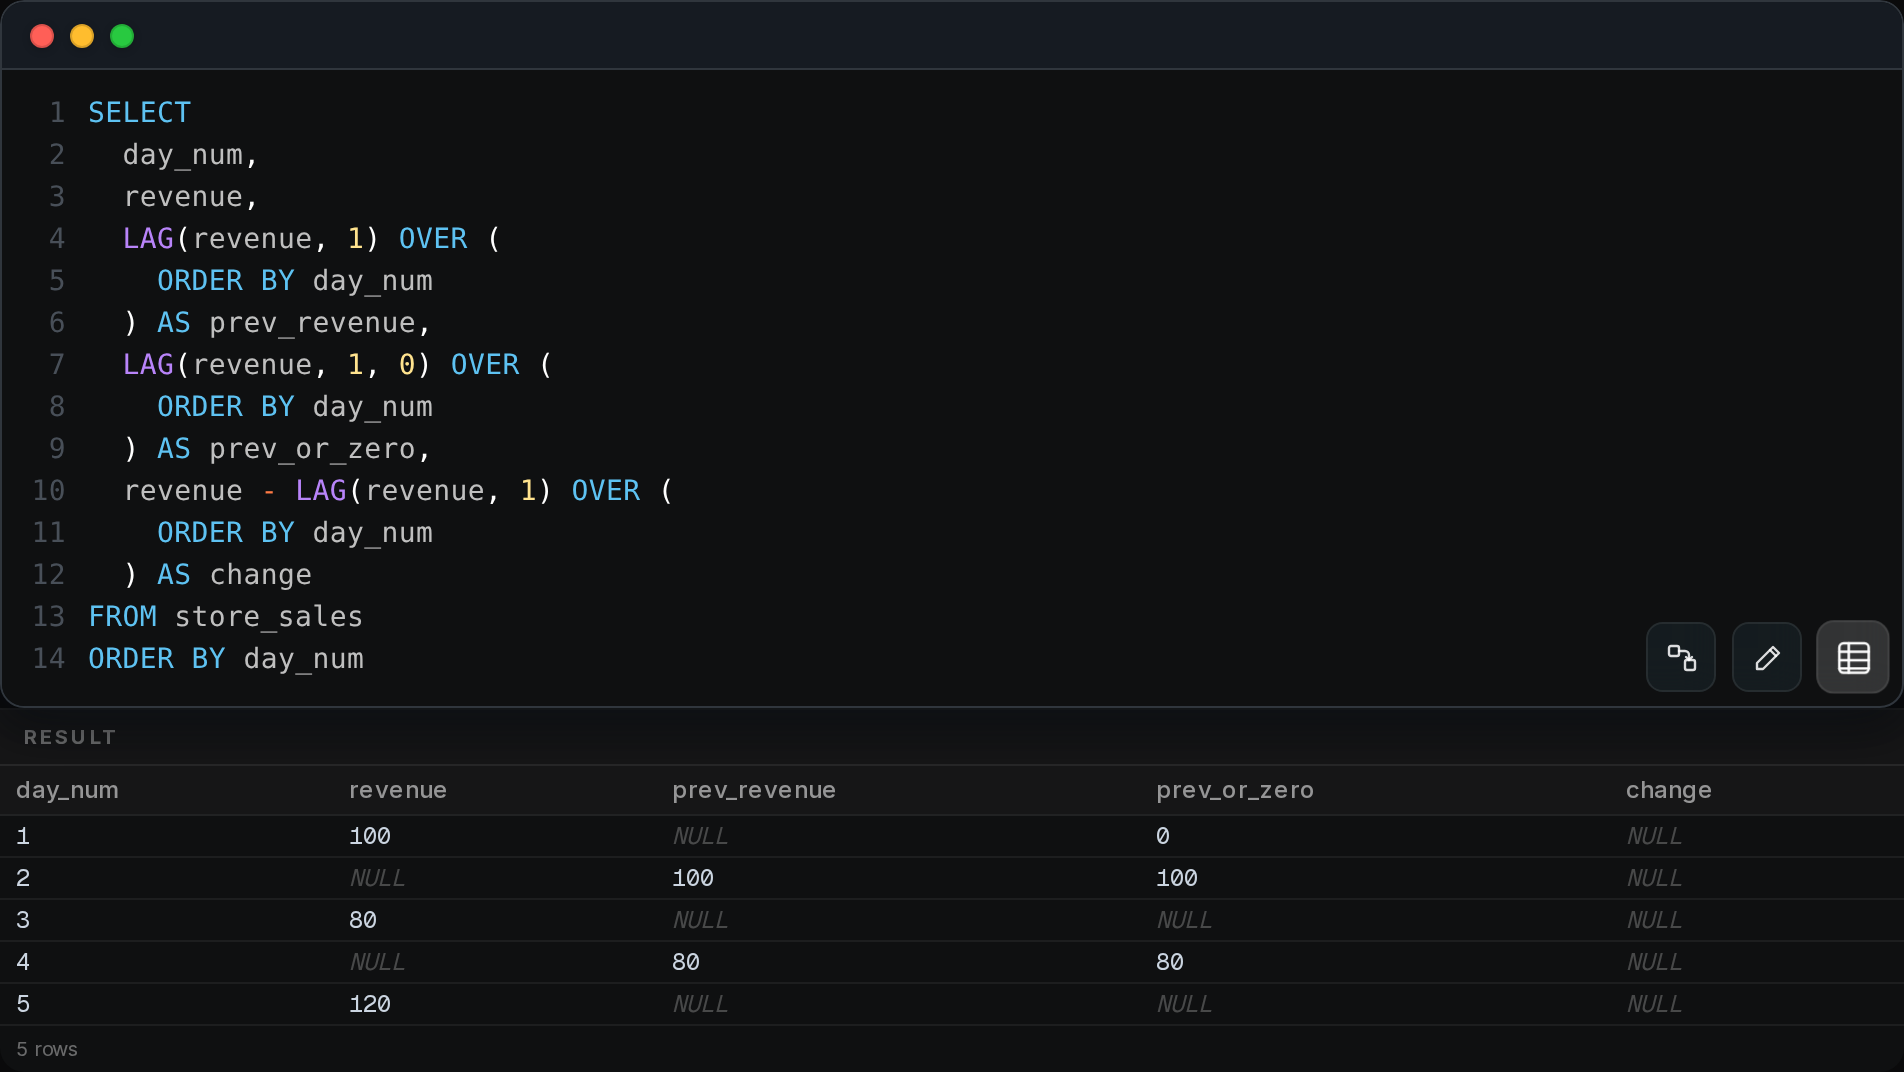 1 SELECT
2   day_num,
3   revenue,
4   LAG(revenue, 1) OVER (
5     ORDER BY day_num
6   ) AS prev_revenue,
7   LAG(revenue, 1, 0) OVER (
8     ORDER BY day_num
9   ) AS prev_or_zero,
10   revenue - LAG(revenue, 1) OVER (
11     ORDER BY day_num
12   ) AS change
13 FROM store_sales
14 ORDER BY day_num
RESULT
day_num revenue prev_revenue prev_or_zero change
1 100 NULL 0 NULL
2 NULL 100 100 NULL
3 80 NULL NULL NULL
4 NULL 80 80 NULL
5 120 NULL NULL NULL
5 rows